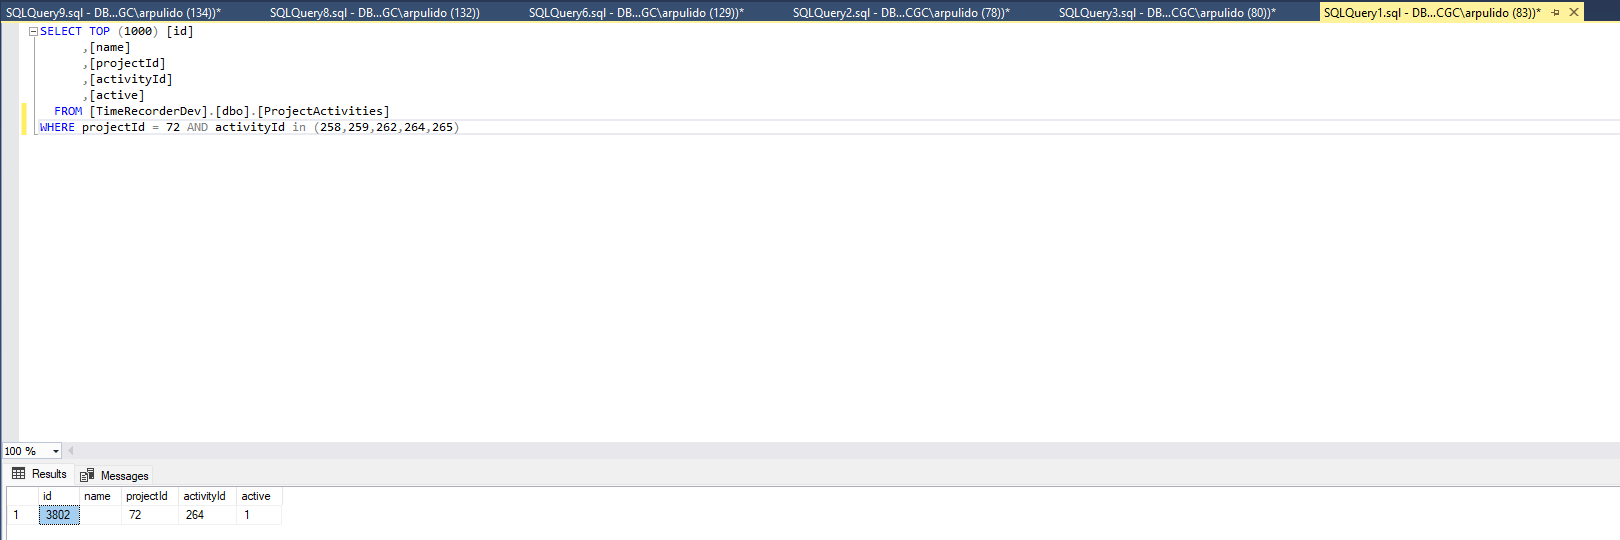 SQLQuery9.sql - DB...GC\arpulido (134))* SQLQuery8.sql - DB...GC\arpulido (132)) SQLQuery6.sql - DB...GC\arpulido (129))* SQLQuery2.sql - DB...CGC\arpulido (78))* SQLQuery3.sql - DB...CGC\arpulido (80))* SQLQuery1.sql - DB...CGC\arpulido (83))*
SELECT TOP (1000) [id]
,[name]
,[projectId]
,[activityId]
,[active]
FROM [TimeRecorderDev].[dbo].[ProjectActivities]
WHERE projectId = 72 AND activityId in (258,259,262,264,265)
100 %
Results Messages
id name projectId activityId active
1 3802 72 264 1